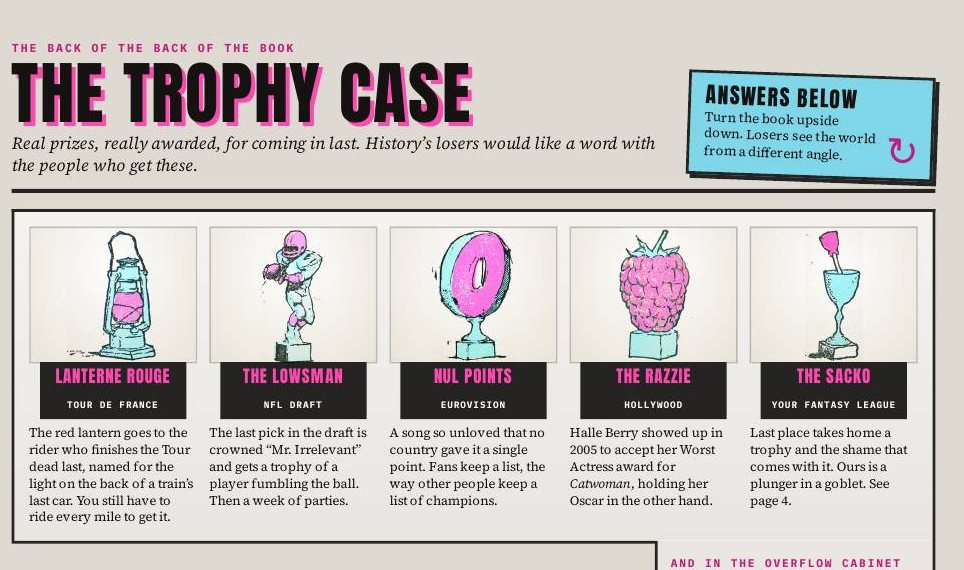 THE BACK OF THE BACK OF THE BOOK
THE TROPHY CASE
Real prizes, really awarded, for coming in last. History’s losers would like a word with
the people who get these.
ANSWERS BELOW
Turn the book upside
down. Losers see the world
from a different angle.
LANTERNE ROUGE
TOUR DE FRANCE
The red lantern goes to the
rider who finishes the Tour
dead last, named for the
light on the back of a train’s
last car. You still have to
ride every mile to get it.
THE LOWSMAN
NFL DRAFT
The last pick in the draft is
crowned “Mr. Irrelevant”
and gets a trophy of a
player fumbling the ball.
Then a week of parties.
NUL POINTS
EUROVISION
A song so unloved that no
country gave it a single
point. Fans keep a list, the
way other people keep a
list of champions.
THE RAZZIE
HOLLYWOOD
Halle Berry showed up in
2005 to accept her Worst
Actress award for
Catwoman, holding her
Oscar in the other hand.
THE SACKO
YOUR FANTASY LEAGUE
Last place takes home a
trophy and the shame that
comes with it. Ours is a
plunger in a goblet. See
page 4.
AND IN THE OVERFLOW CABINET